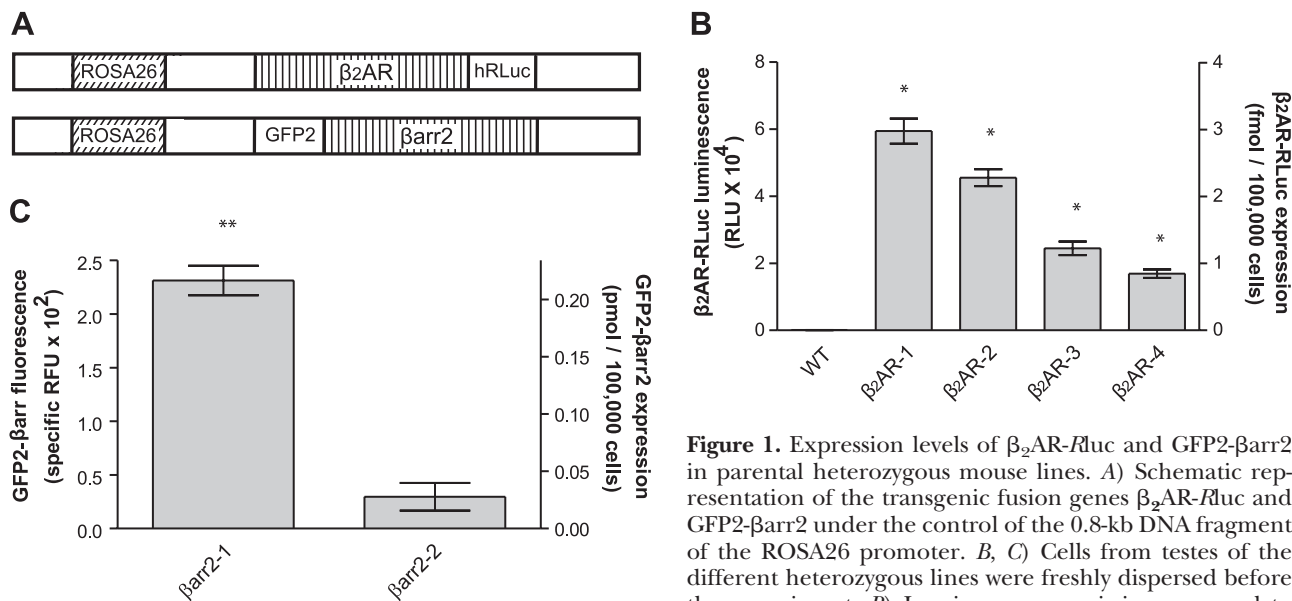 A
ROSA26 β2AR hRLuc
ROSA26 GFP2 βarr2
B
β2AR-RLuc luminescence
(RLU X 10^4)
8
6
4
2
0
* * * *
4
3
2
1
0
β2AR-RLuc expression
(fmol / 100,000 cells)
WT β2AR-1 β2AR-2 β2AR-3 β2AR-4
C
GFP2-βarr fluorescence
(specific RFU x 10^2)
2.5
2.0
1.5
1.0
0.5
0.0
**
0.20
0.15
0.10
0.05
0.00
GFP2-βarr2 expression
(pmol / 100,000 cells)
βarr2-1 βarr2-2
Figure 1. Expression levels of β₂AR-Rluc and GFP2-βarr2
in parental heterozygous mouse lines. A) Schematic rep-
resentation of the transgenic fusion genes β₂AR-Rluc and
GFP2-βarr2 under the control of the 0.8-kb DNA fragment
of the ROSA26 promoter. B, C) Cells from testes of the
different heterozygous lines were freshly dispersed before